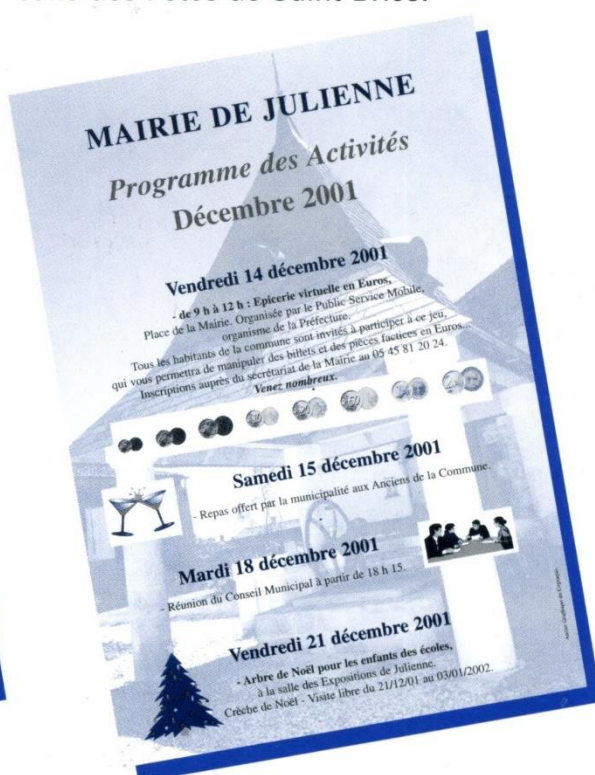 MAIRIE DE JULIENNE
Programme des Activités
Décembre 2001
Vendredi 14 décembre 2001
- de 9 h à 12 h : Epicerie virtuelle en Euros,
Place de la Mairie. Organisée par le Public Service Mobile,
organisme de la Préfecture.
Tous les habitants de la commune sont invités à participer à ce jeu,
qui vous permettra de manipuler des billets et des pièces factices en Euros...
Inscriptions auprès du secrétariat de la Mairie au 05 45 81 20 24.
Venez nombreux.
Samedi 15 décembre 2001
- Repas offert par la municipalité aux Anciens de la Commune.
Mardi 18 décembre 2001
- Réunion du Conseil Municipal à partir de 18 h 15.
Vendredi 21 décembre 2001
- Arbre de Noël pour les enfants des écoles,
à la salle des Expositions de Julienne.
Crèche de Noël - Visite libre du 21/12/01 au 03/01/2002.